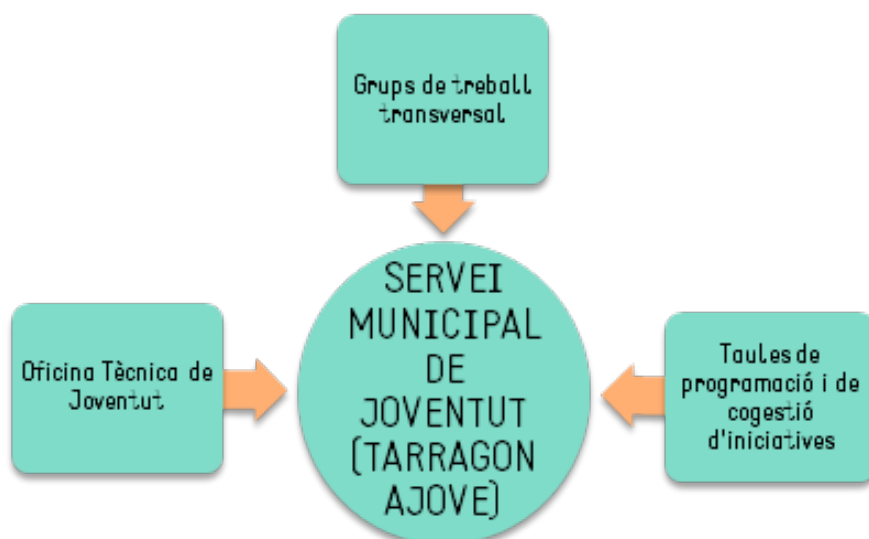 Grups de treball
transversal
SERVEI
MUNICIPAL
DE
JOVENTUT
(TARRAGON
AJOVE)
Oficina Tècnica de
Joventut
Taules de
programació i de
cogestió
d'iniciatives